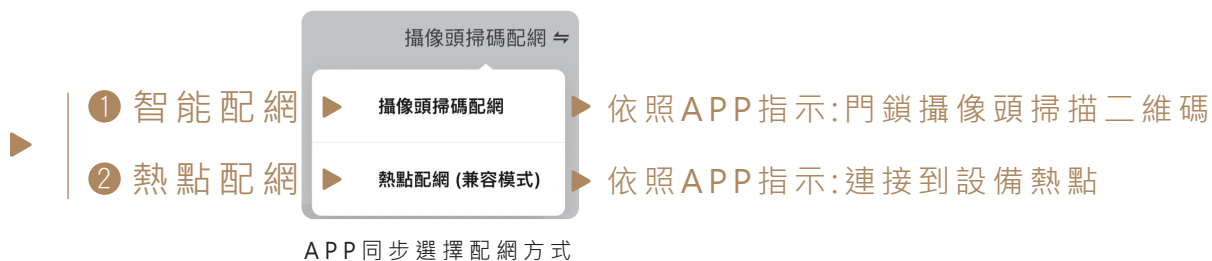 攝像頭掃碼配網 ⇋
❶ 智能配網 ▶ 攝像頭掃碼配網 ▶ 依照APP指示:門鎖攝像頭掃描二維碼
❷ 熱點配網 ▶ 熱點配網 (兼容模式) ▶ 依照APP指示:連接到設備熱點
APP同步選擇配網方式